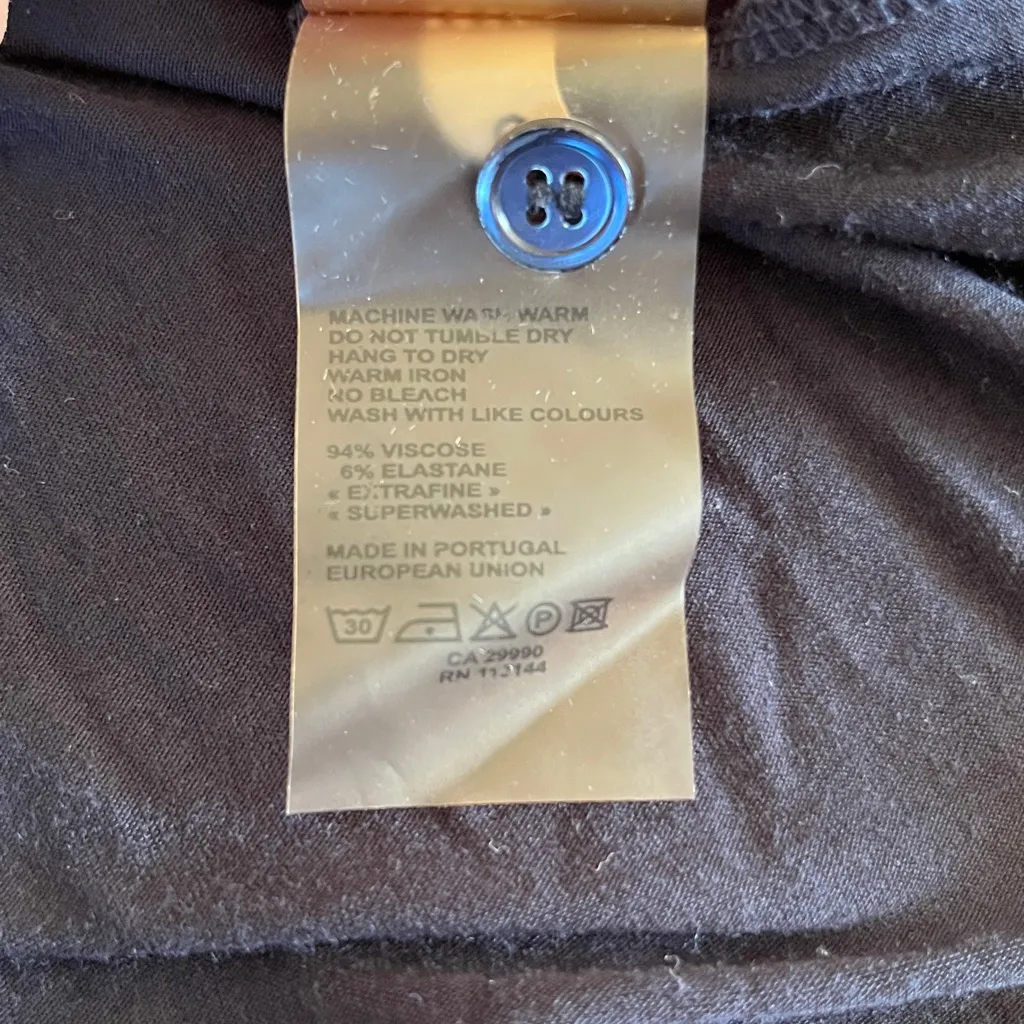 MACHINE WASH WARM
DO NOT TUMBLE DRY
HANG TO DRY
WARM IRON
NO BLEACH
WASH WITH LIKE COLOURS
94% VISCOSE
6% ELASTANE
« EXTRAFINE »
« SUPERWASHED »
MADE IN PORTUGAL
EUROPEAN UNION
30 P
CA 29990
RN